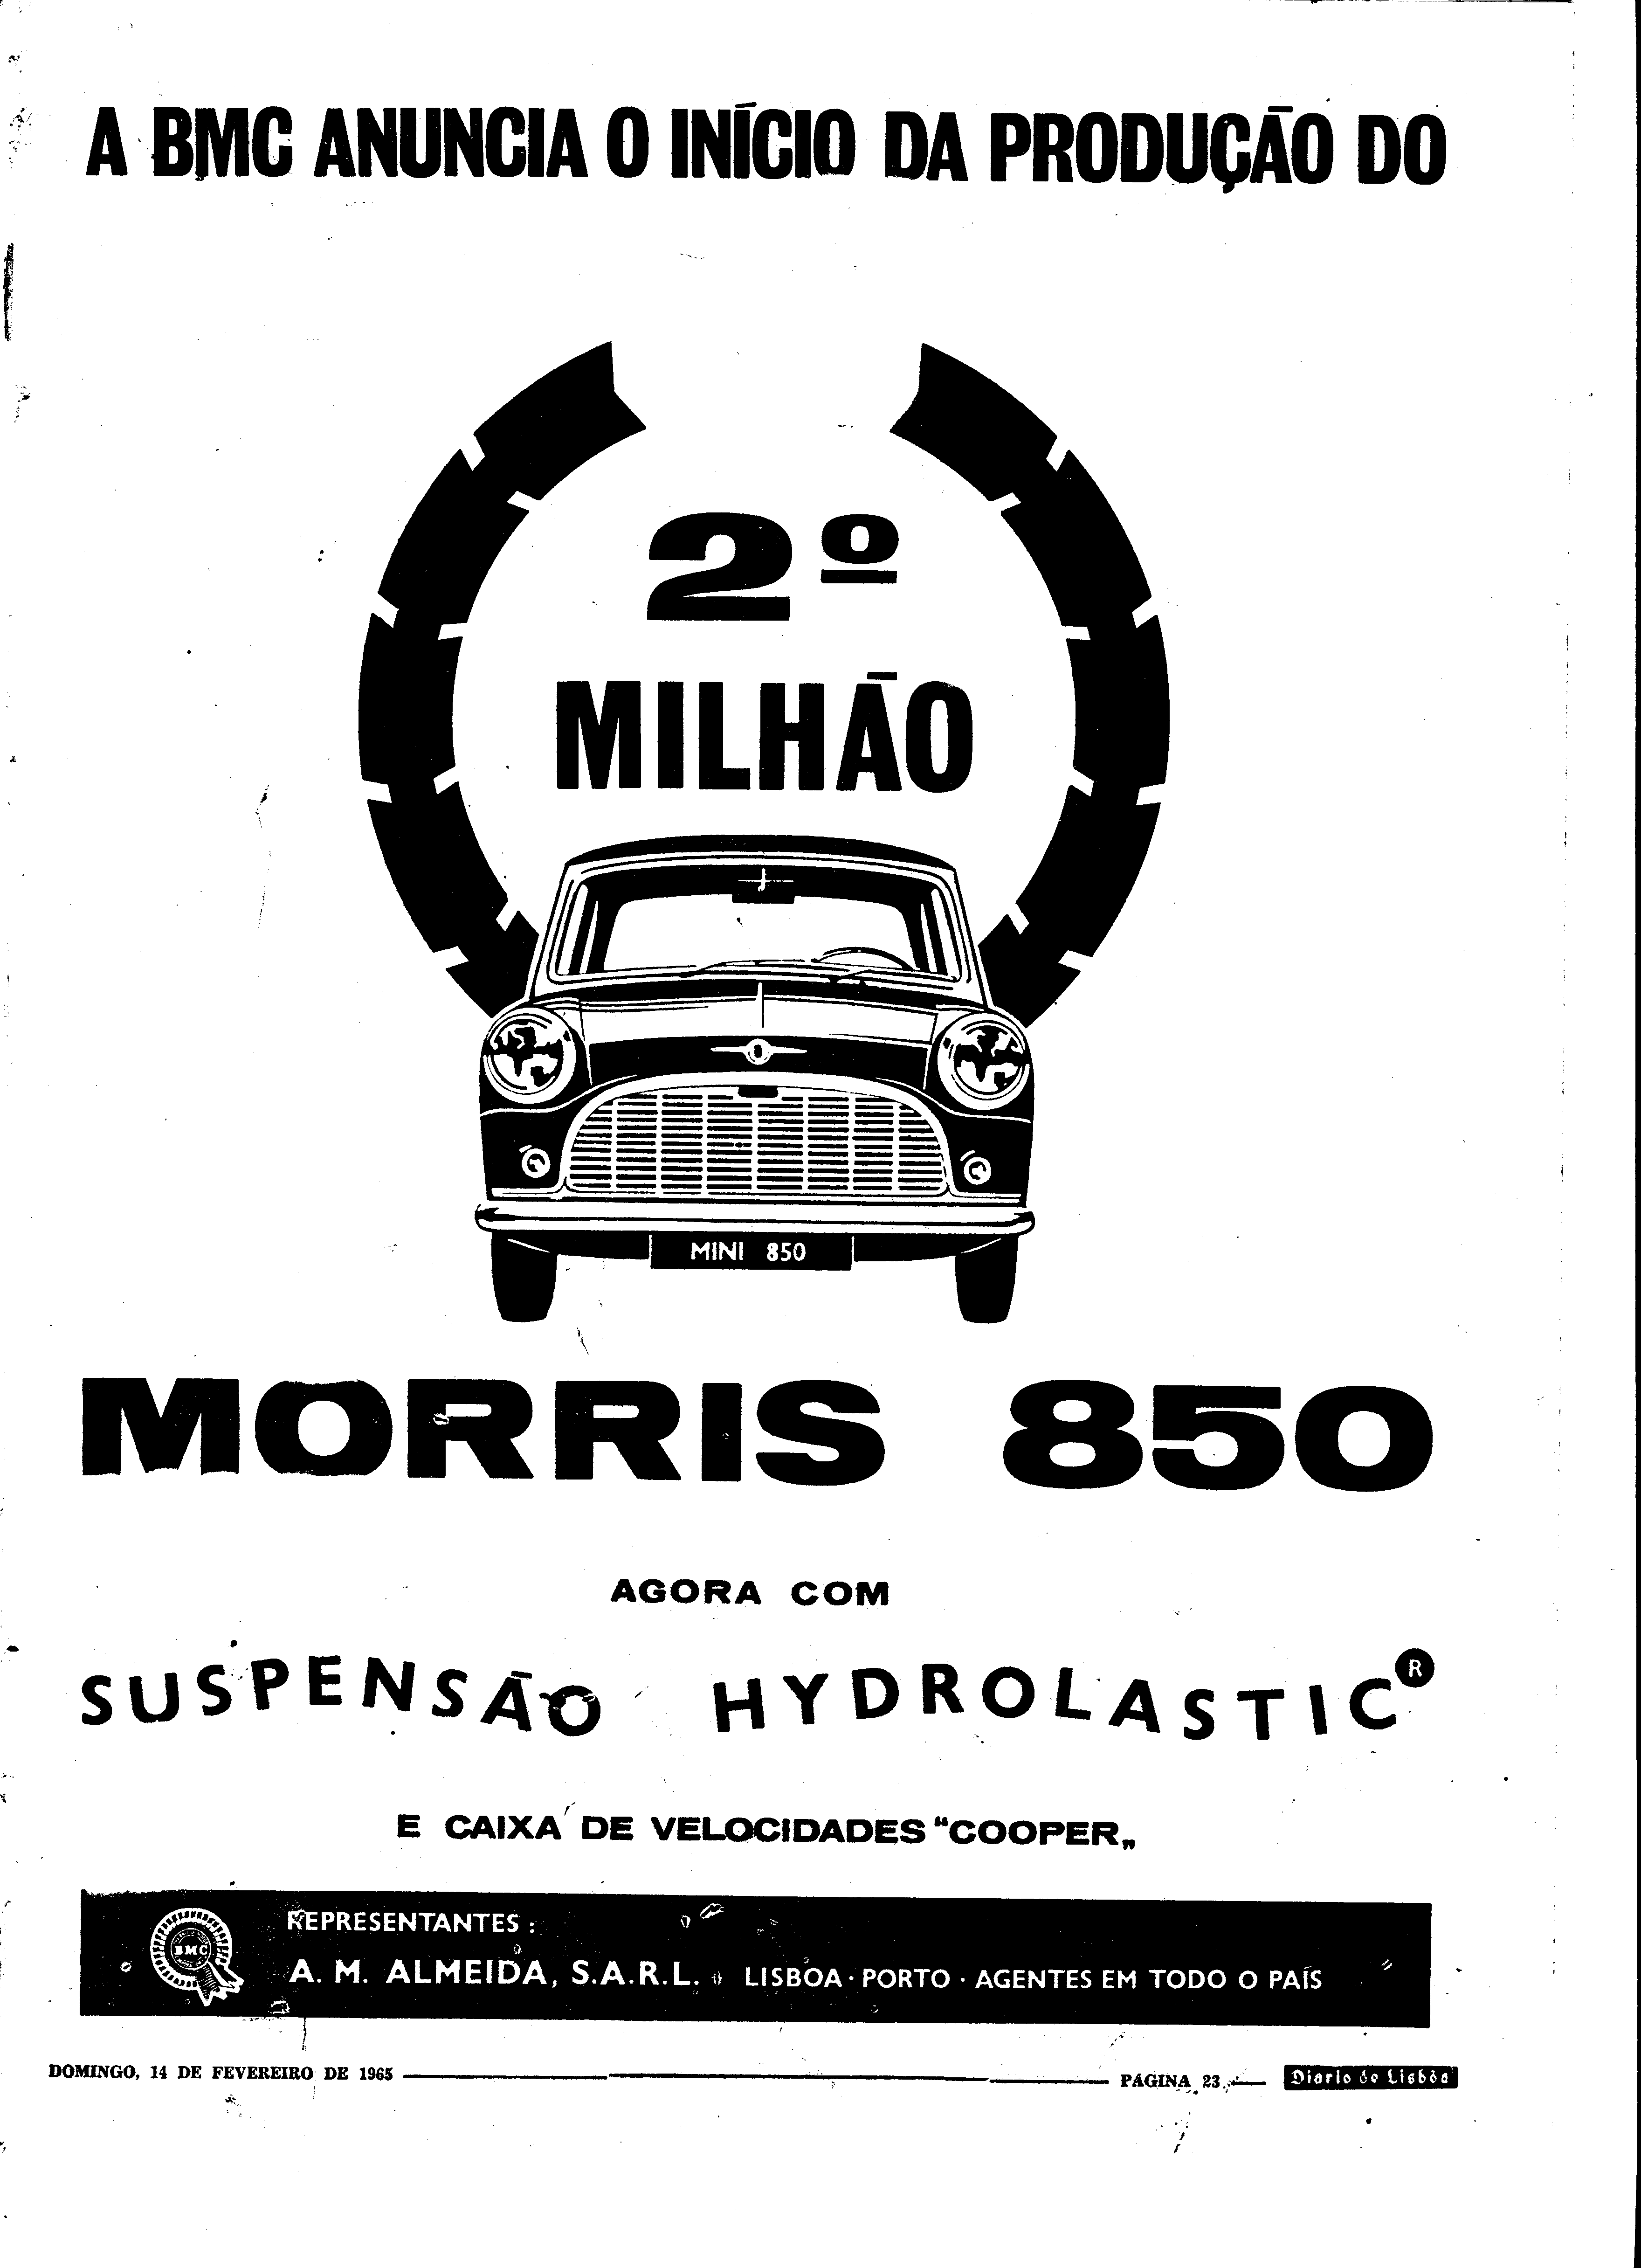 A BMC ANUNCIA O INÍCIO DA PRODUÇÃO DO
2º
MILHÃO
MINI 850
MORRIS 850
AGORA COM
SUSPENSÃO HYDROLASTIC®
E CAIXA DE VELOCIDADES “COOPER„
BMC
REPRESENTANTES :
A. M. ALMEIDA, S.A.R.L. LISBOA · PORTO · AGENTES EM TODO O PAÍS
DOMINGO, 14 DE FEVEREIRO DE 1965 PÁGINA 23 Diario de Lisbôa